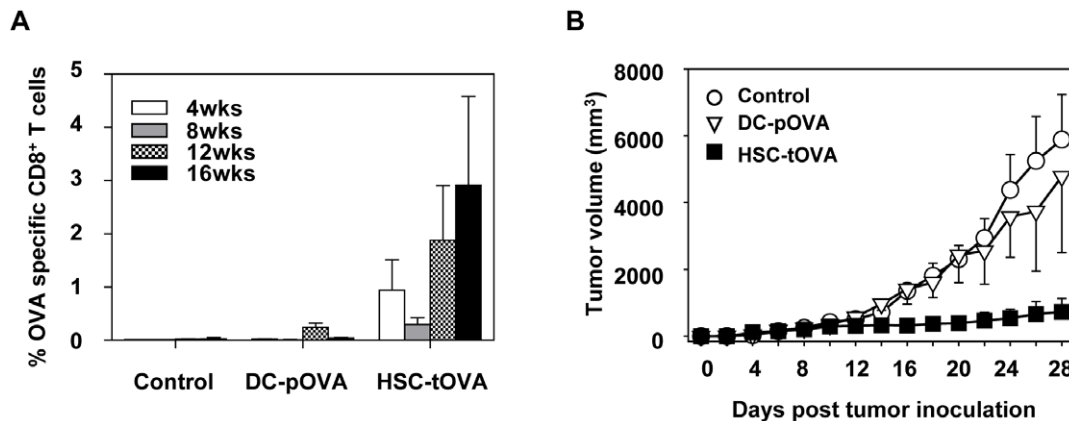 A
% OVA specific CD8⁺ T cells
5
4
3
2
1
0
4wks
8wks
12wks
16wks
Control DC-pOVA HSC-tOVA
B
Tumor volume (mm³)
8000
6000
4000
2000
0
Control
DC-pOVA
HSC-tOVA
0 4 8 12 16 20 24 28
Days post tumor inoculation